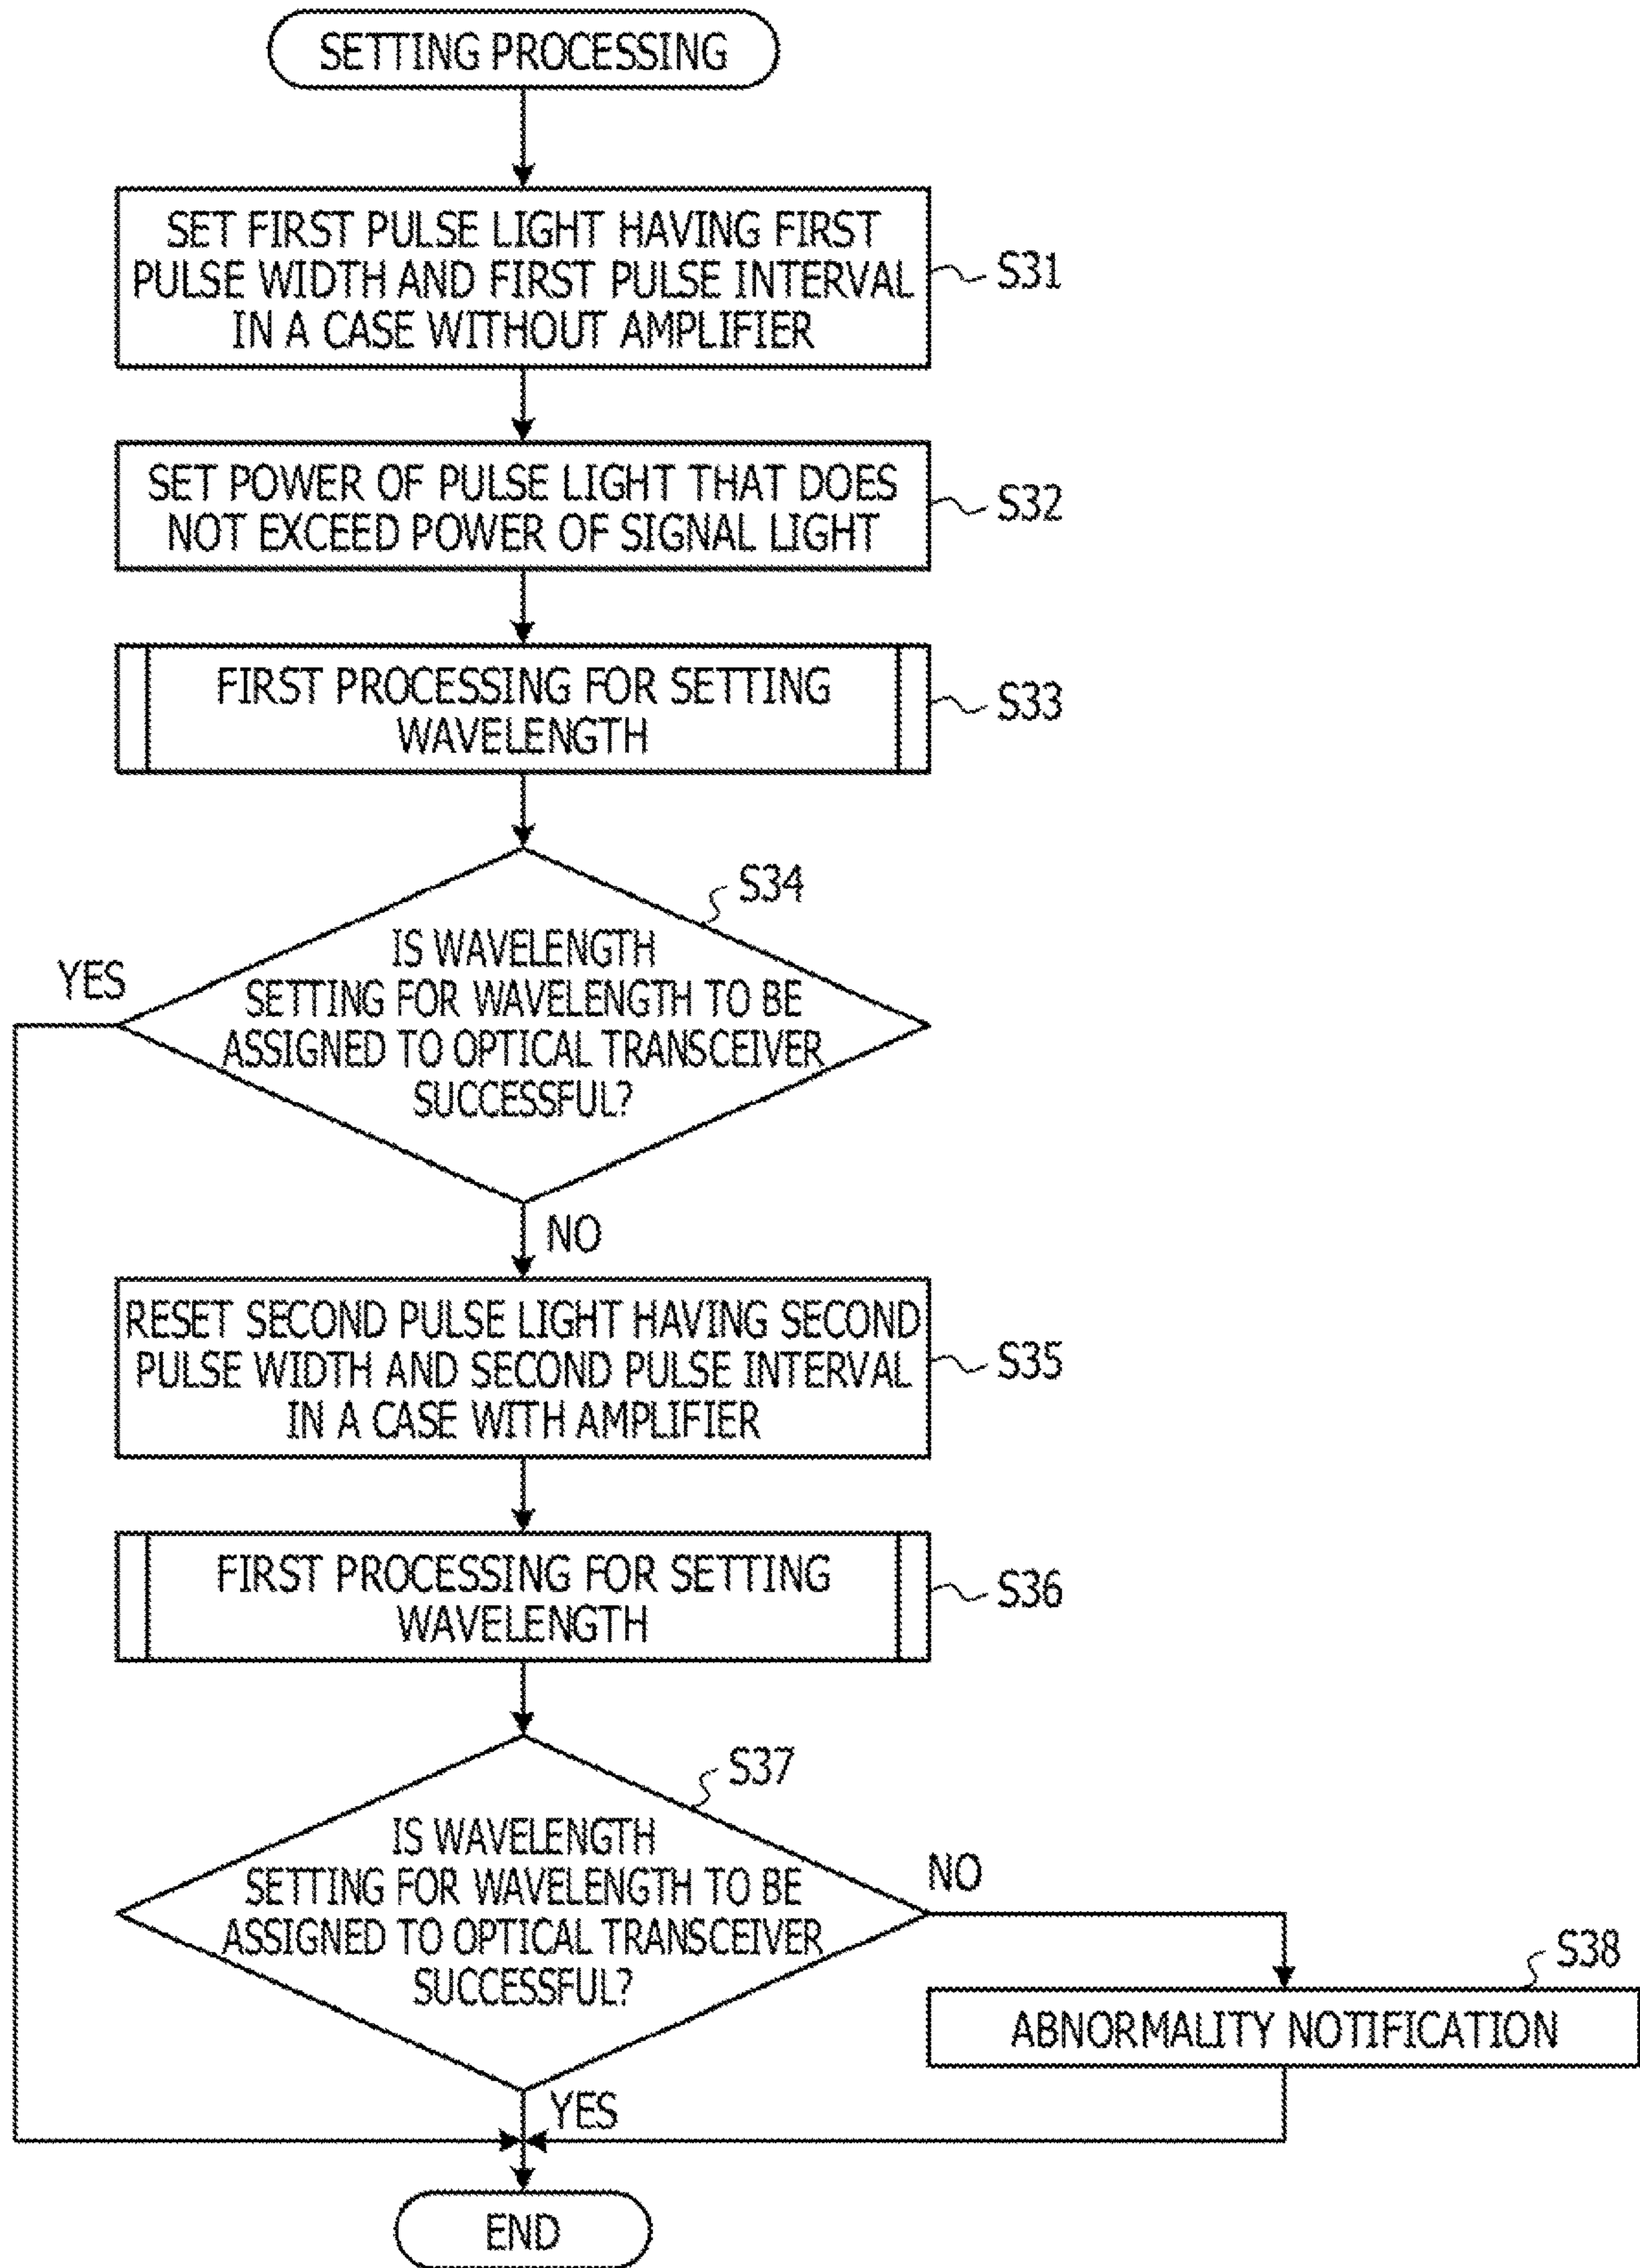 SETTING PROCESSING
SET FIRST PULSE LIGHT HAVING FIRST
PULSE WIDTH AND FIRST PULSE INTERVAL
IN A CASE WITHOUT AMPLIFIER
S31
SET POWER OF PULSE LIGHT THAT DOES
NOT EXCEED POWER OF SIGNAL LIGHT
S32
FIRST PROCESSING FOR SETTING
WAVELENGTH
S33
S34
IS WAVELENGTH
SETTING FOR WAVELENGTH TO BE
ASSIGNED TO OPTICAL TRANSCEIVER
SUCCESSFUL?
YES
NO
RESET SECOND PULSE LIGHT HAVING SECOND
PULSE WIDTH AND SECOND PULSE INTERVAL
IN A CASE WITH AMPLIFIER
S35
FIRST PROCESSING FOR SETTING
WAVELENGTH
S36
S37
IS WAVELENGTH
SETTING FOR WAVELENGTH TO BE
ASSIGNED TO OPTICAL TRANSCEIVER
SUCCESSFUL?
NO
S38
ABNORMALITY NOTIFICATION
YES
END